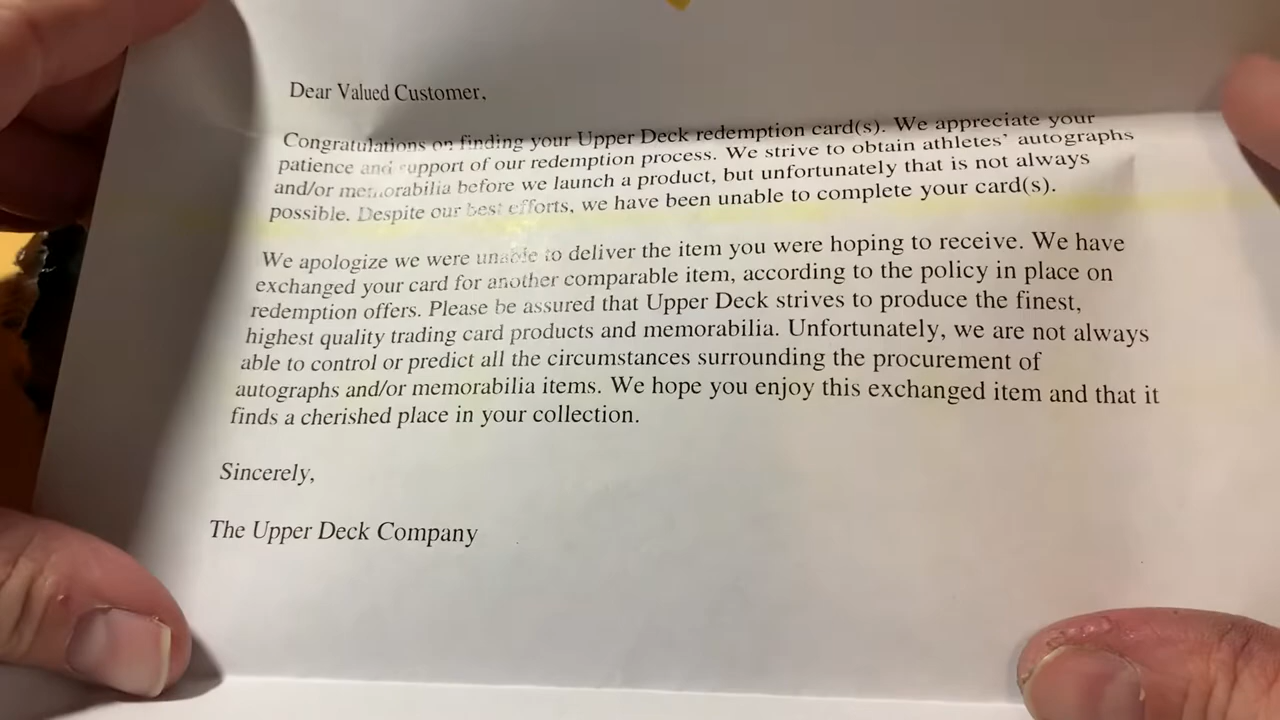 Dear Valued Customer,
Congratulations on finding your Upper Deck redemption card(s). We appreciate your
patience and support of our redemption process. We strive to obtain athletes' autographs
and/or memorabilia before we launch a product, but unfortunately that is not always
possible. Despite our best efforts, we have been unable to complete your card(s).
We apologize we were unable to deliver the item you were hoping to receive. We have
exchanged your card for another comparable item, according to the policy in place on
redemption offers. Please be assured that Upper Deck strives to produce the finest,
highest quality trading card products and memorabilia. Unfortunately, we are not always
able to control or predict all the circumstances surrounding the procurement of
autographs and/or memorabilia items. We hope you enjoy this exchanged item and that it
finds a cherished place in your collection.
Sincerely,
The Upper Deck Company